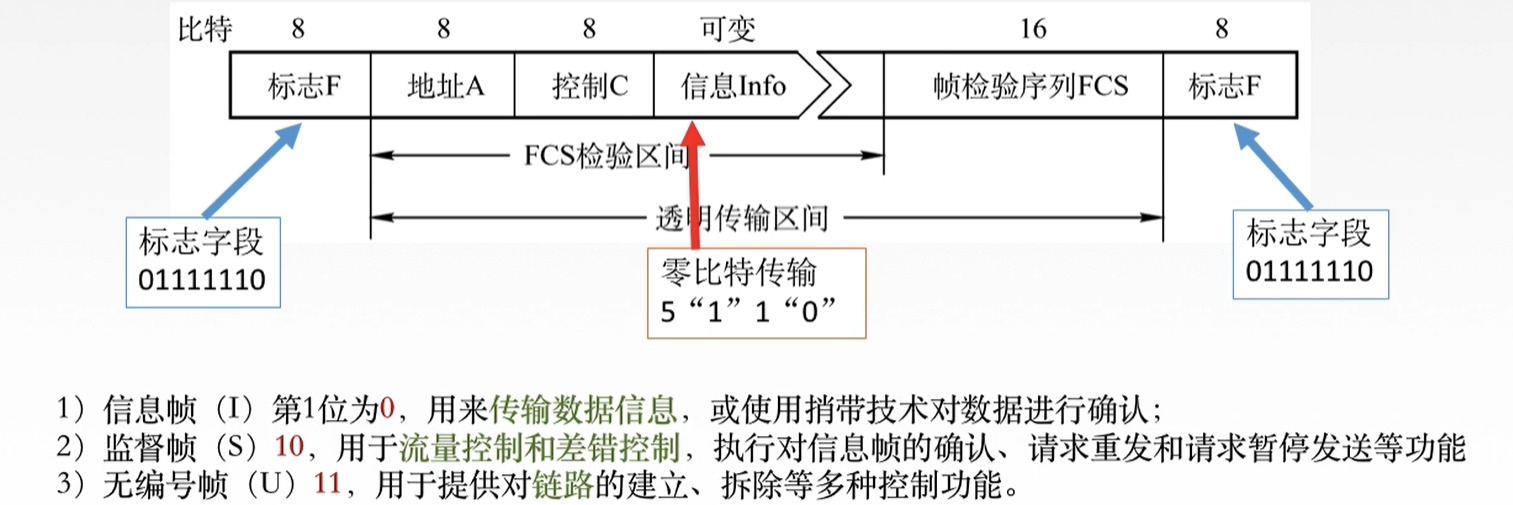 比特 8 8 8 可变 16 8
标志F 地址A 控制C 信息Info 帧检验序列FCS 标志F
FCS检验区间
透明传输区间
标志字段
01111110
零比特传输
5“1”1“0”
标志字段
01111110
1）信息帧（I）第1位为0，用来传输数据信息，或使用捎带技术对数据进行确认；
2）监督帧（S）10，用于流量控制和差错控制，执行对信息帧的确认、请求重发和请求暂停发送等功能
3）无编号帧（U）11，用于提供对链路的建立、拆除等多种控制功能。